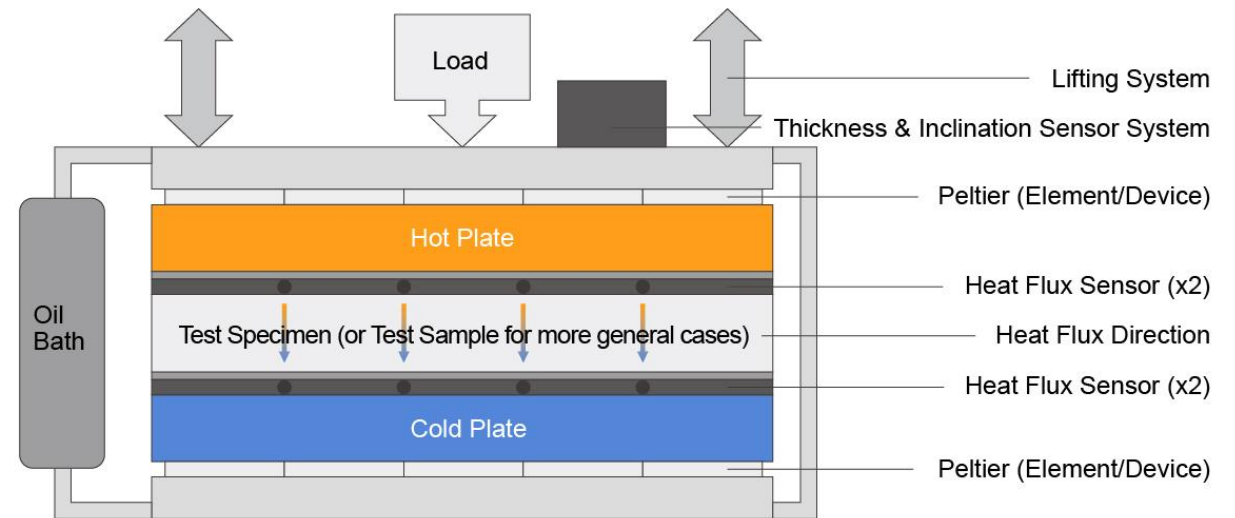 Load
Lifting System
Thickness & Inclination Sensor System
Peltier (Element/Device)
Hot Plate
Heat Flux Sensor (x2)
Oil
Bath
Test Specimen (or Test Sample for more general cases)
Heat Flux Direction
Heat Flux Sensor (x2)
Cold Plate
Peltier (Element/Device)